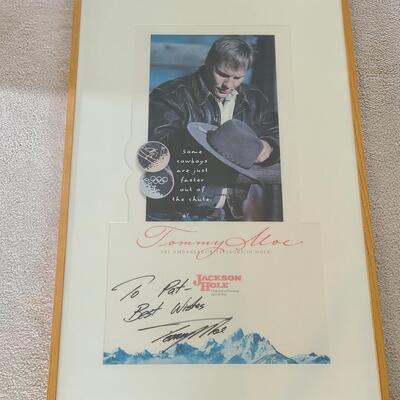 Some
cowboys
are just
faster
out of
the chute.
Tommy Moe
SKI AMBASSADOR TO JACKSON HOLE
JACKSON
HOLE
To Pat-
Best Wishes
Tommy Moe